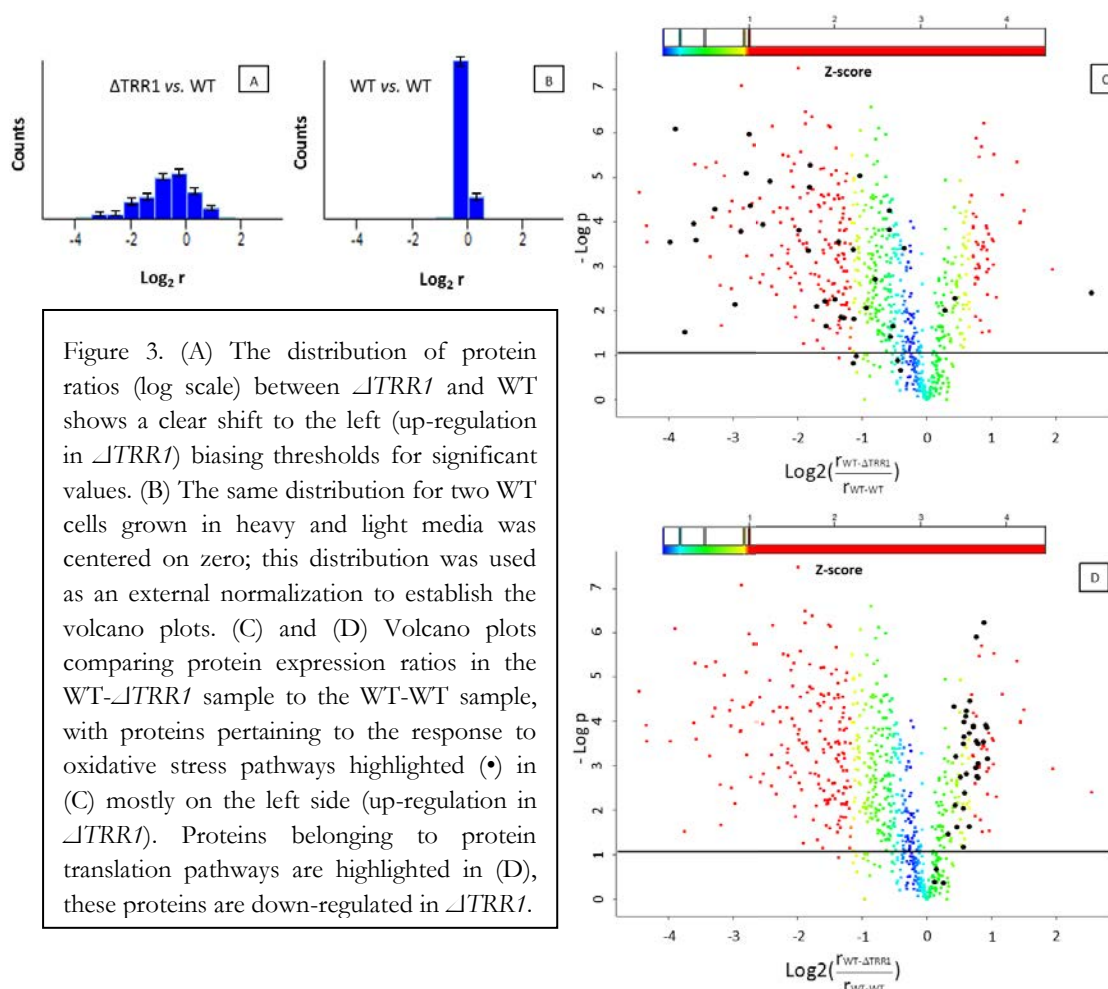 ΔTRR1 vs. WT
A
Counts
-4 -2 0 2
Log2 r
WT vs. WT
B
Counts
-4 -2 0 2
Log2 r
Figure 3. (A) The distribution of protein
ratios (log scale) between ⊿TRR1 and WT
shows a clear shift to the left (up-regulation
in ⊿TRR1) biasing thresholds for significant
values. (B) The same distribution for two WT
cells grown in heavy and light media was
centered on zero; this distribution was used
as an external normalization to establish the
volcano plots. (C) and (D) Volcano plots
comparing protein expression ratios in the
WT-⊿TRR1 sample to the WT-WT sample,
with proteins pertaining to the response to
oxidative stress pathways highlighted (•) in
(C) mostly on the left side (up-regulation in
⊿TRR1). Proteins belonging to protein
translation pathways are highlighted in (D),
these proteins are down-regulated in ⊿TRR1.
1 2 3 4
Z-score
C
7
6
5
4
3
2
1
0
- Log p
-4 -3 -2 -1 0 1 2
Log2(rWT-ΔTRR1/rWT-WT)
1 2 3 4
Z-score
D
7
6
5
4
3
2
1
0
- Log p
-4 -3 -2 -1 0 1 2
Log2(rWT-ΔTRR1/rWT-WT)